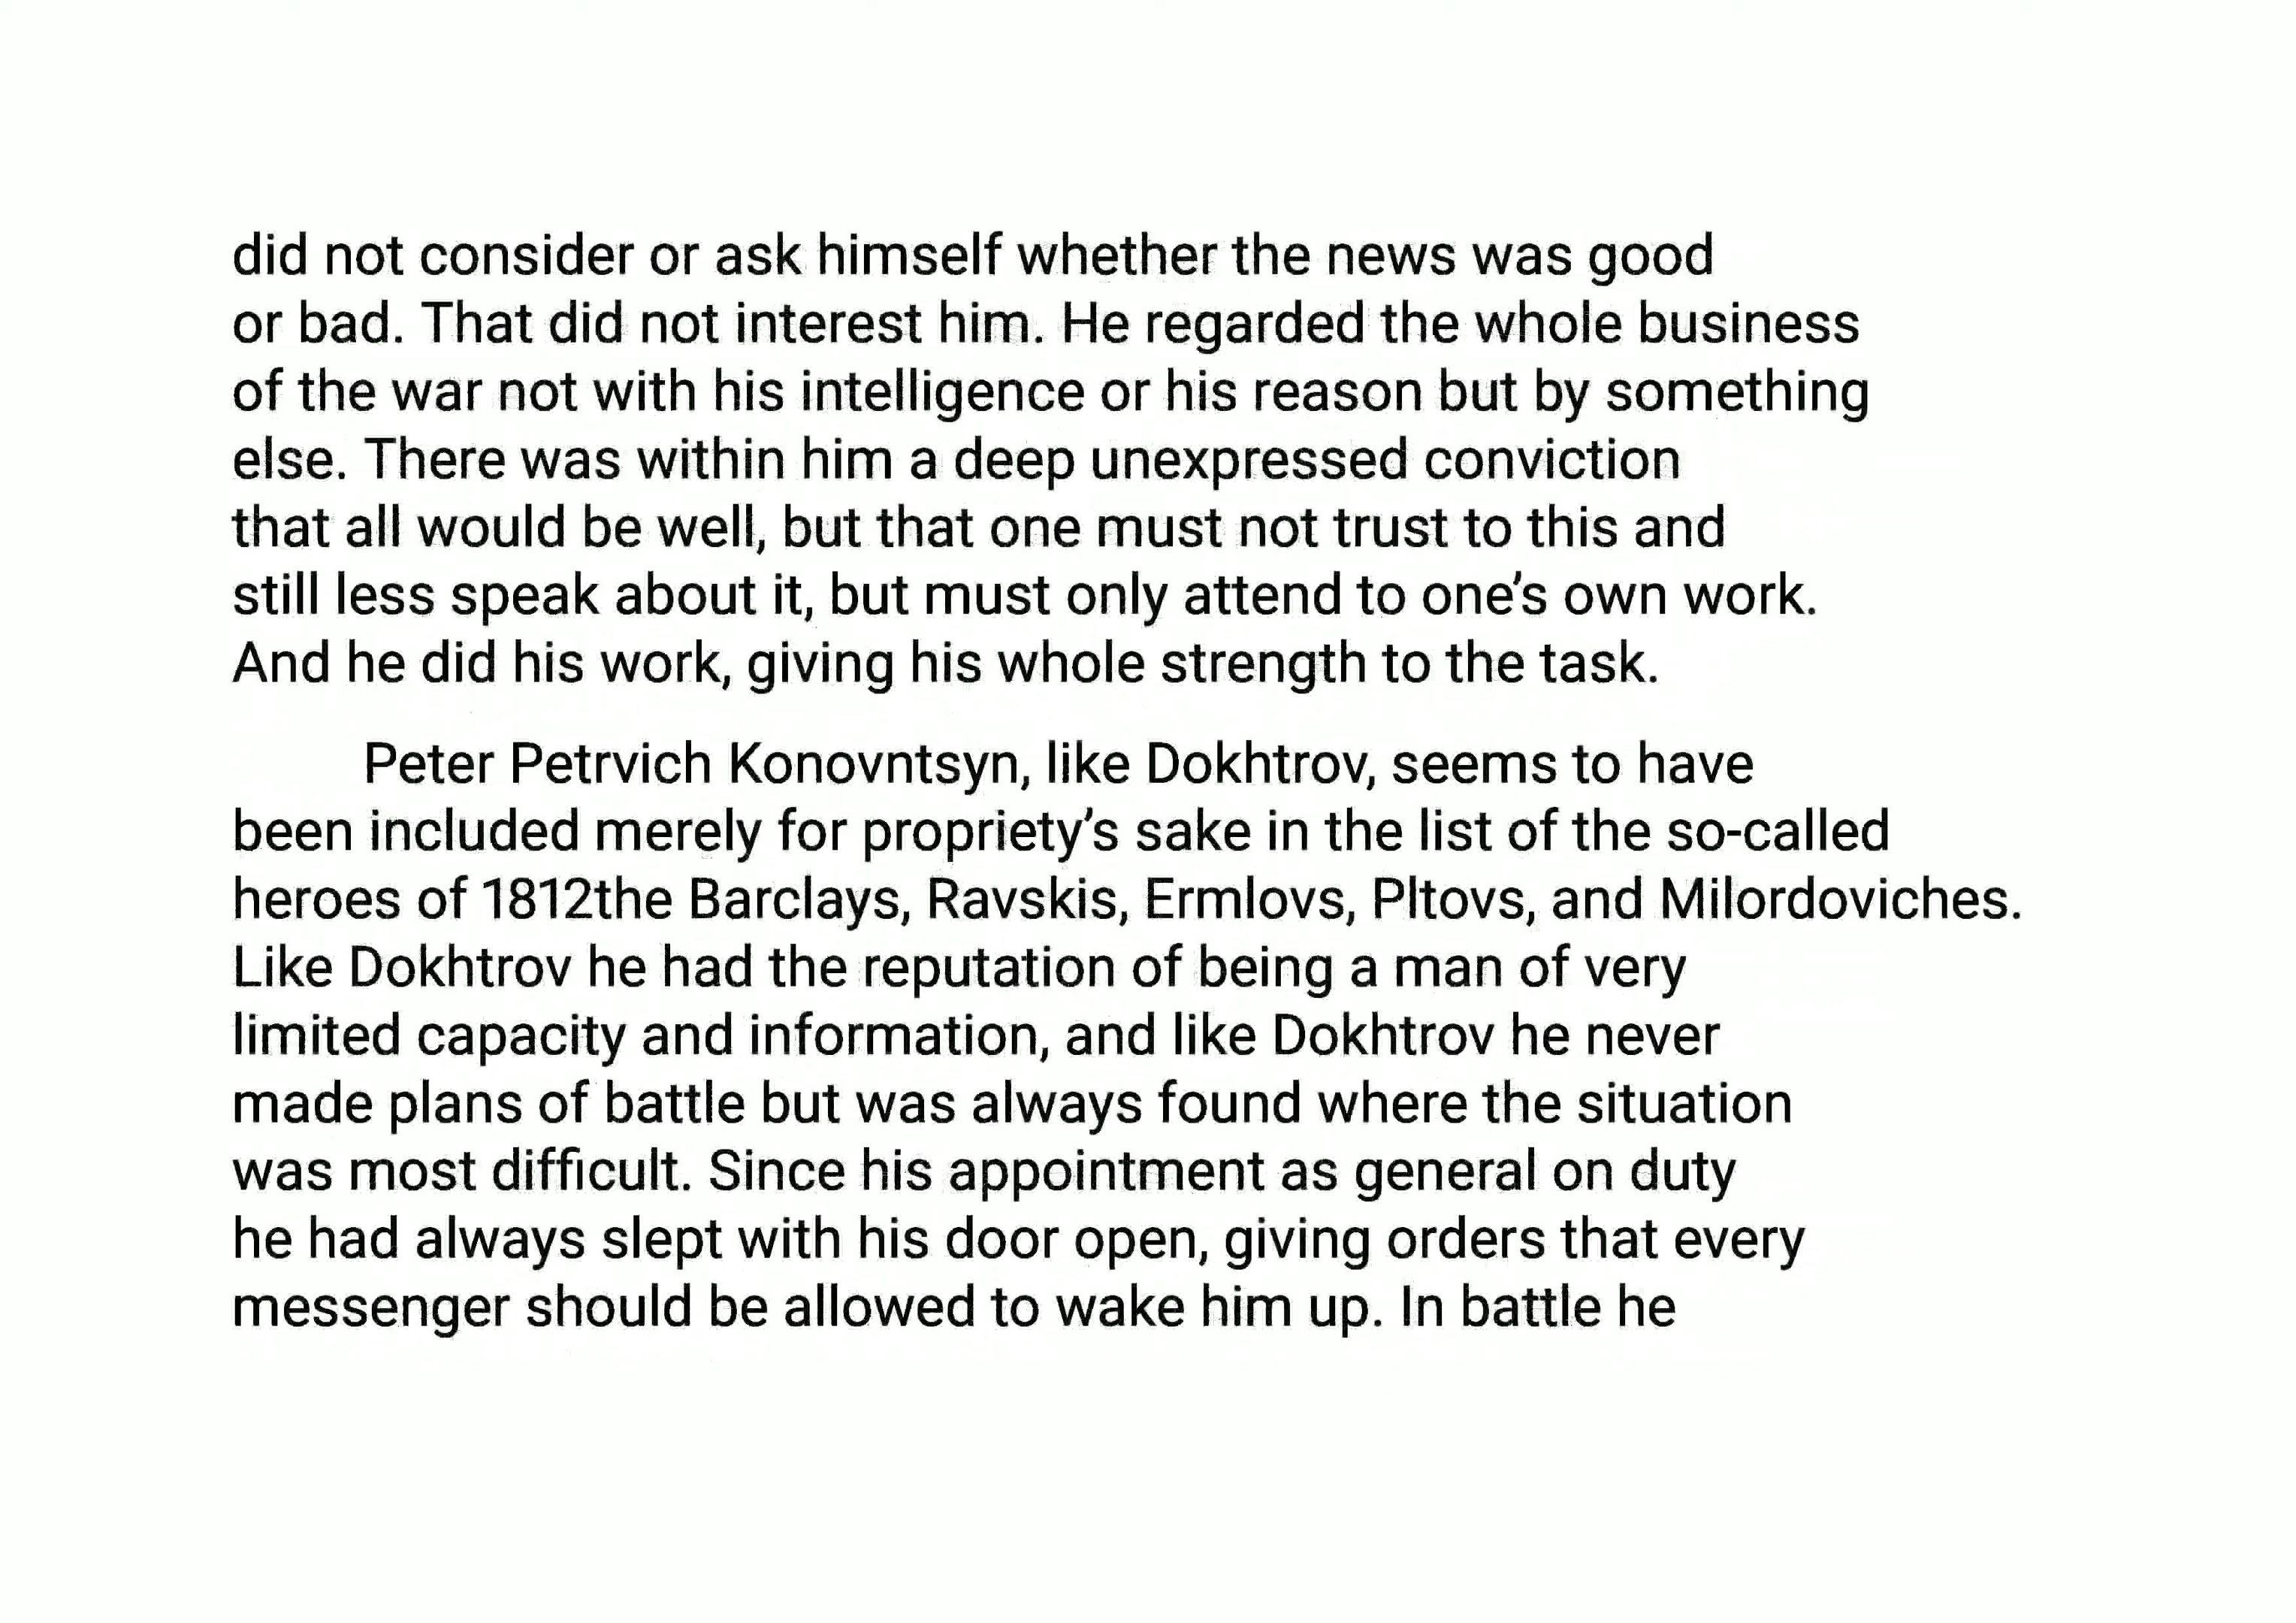 did not consider or ask himself whether the news was good
or bad. That did not interest him. He regarded the whole business
of the war not with his intelligence or his reason but by something
else. There was within him a deep unexpressed conviction
that all would be well, but that one must not trust to this and
still less speak about it, but must only attend to one's own work.
And he did his work, giving his whole strength to the task.
Peter Petrvich Konovntsyn, like Dokhtrov, seems to have
been included merely for propriety's sake in the list of the so-called
heroes of 1812the Barclays, Ravskis, Ermlovs, Pltovs, and Milordoviches.
Like Dokhtrov he had the reputation of being a man of very
limited capacity and information, and like Dokhtrov he never
made plans of battle but was always found where the situation
was most difficult. Since his appointment as general on duty
he had always slept with his door open, giving orders that every
messenger should be allowed to wake him up. In battle he